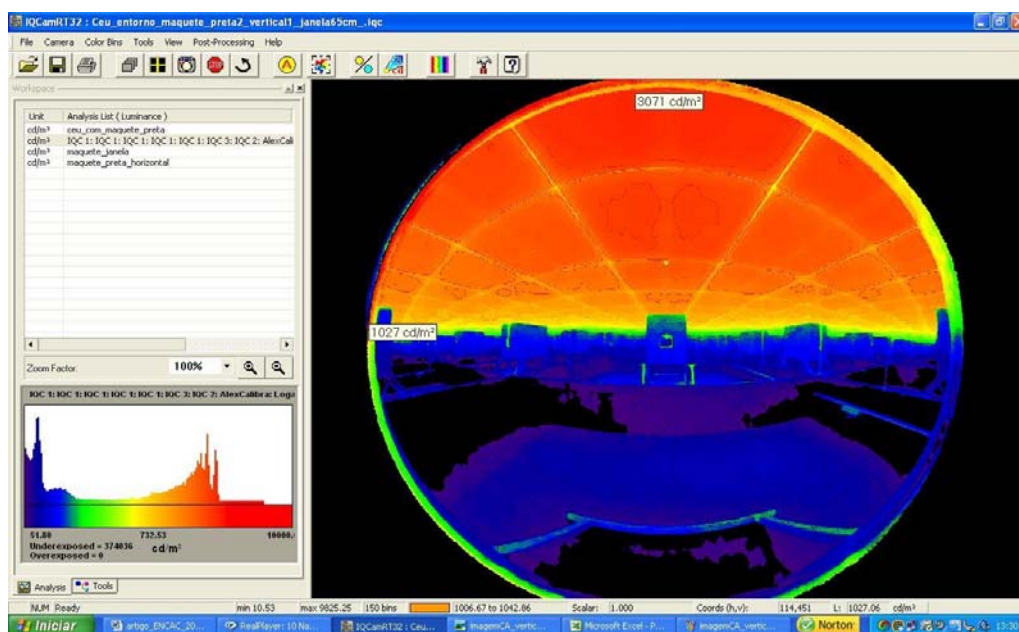 IQCamRT32 : Ceu_entorno_maquete_preta2_vertical1_janela65cm_.iqc
File Camera Color Bins Tools View Post-Processing Help
Workspace
Unit Analysis List ( Luminance )
cd/m² ceu_com_maquete_preta
cd/m² IQC 1: IQC 1: IQC 1: IQC 1: IQC 1: IQC 3: IQC 2: AlexCali
cd/m² maquete_janela
cd/m² maquete_preta_horizontal
3071 cd/m²
1027 cd/m²
Zoom Factor: 100%
IQC 1: IQC 1: IQC 1: IQC 1: IQC 1: IQC 3: IQC 2: AlexCalibra: Loga
51.80 732.53 10000.
Underexposed = 374036 cd/m²
Overexposed = 0
Analysis Tools
NUM Ready min 10.53 max 9825.25 150 bins 1006.67 to 1042.86 Scalar: 1.000 Coords (h,v): 114,451 L: 1027.06 cd/m²
Iniciar artigo_ENCAC_20... RealPlayer: 10 Na... IQCamRT32 : Ceu... imagemCA_vertic... Microsoft Excel - P... imagemCA_vertic... Norton 13:30